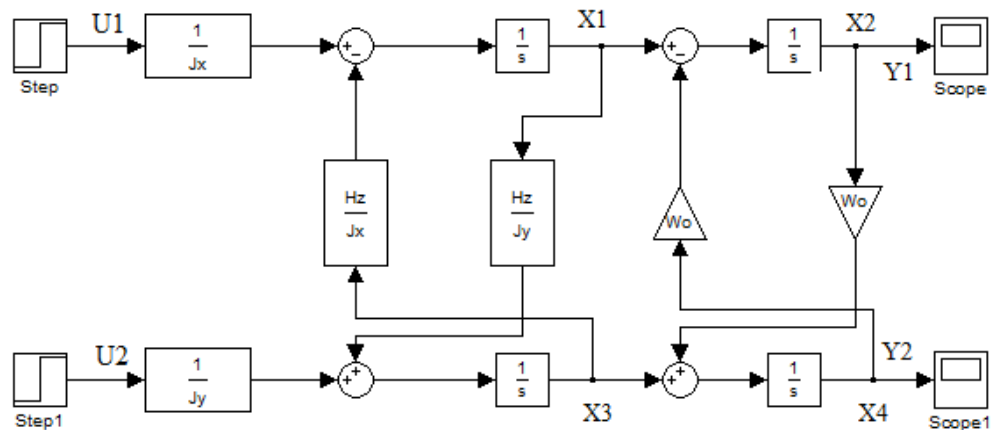 U1
1
Jx
Step
+
−
1
s
X1
+
−
1
s
X2
Y1
Scope
Hz
Jx
Hz
Jy
Wo
Wo
U2
1
Jy
Step1
+
+
1
s
X3
+
+
1
s
X4
Y2
Scope1